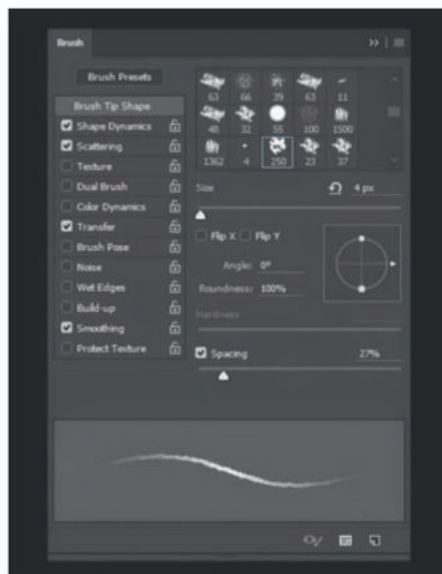 Brush
Brush Presets
Brush Tip Shape
Shape Dynamics
Scattering
Texture
Dual Brush
Color Dynamics
Transfer
Brush Pose
Noise
Wet Edges
Build-up
Smoothing
Protect Texture
63 66 39 63 11
48 32 55 100 1500
1362 4 250 23 37
Size 4 px
Flip X Flip Y
Angle: 0º
Roundness: 100%
Hardness
Spacing 27%